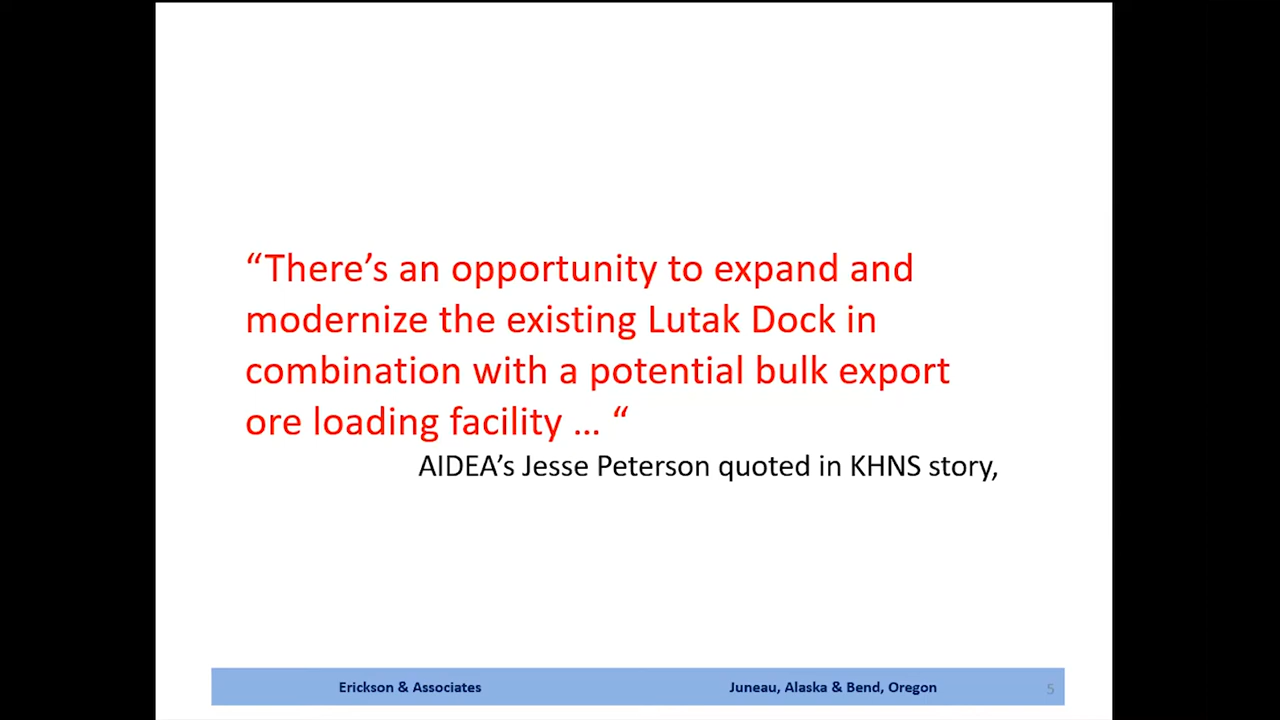 “There’s an opportunity to expand and
modernize the existing Lutak Dock in
combination with a potential bulk export
ore loading facility … “
AIDEA’s Jesse Peterson quoted in KHNS story,
Erickson & Associates Juneau, Alaska & Bend, Oregon 5